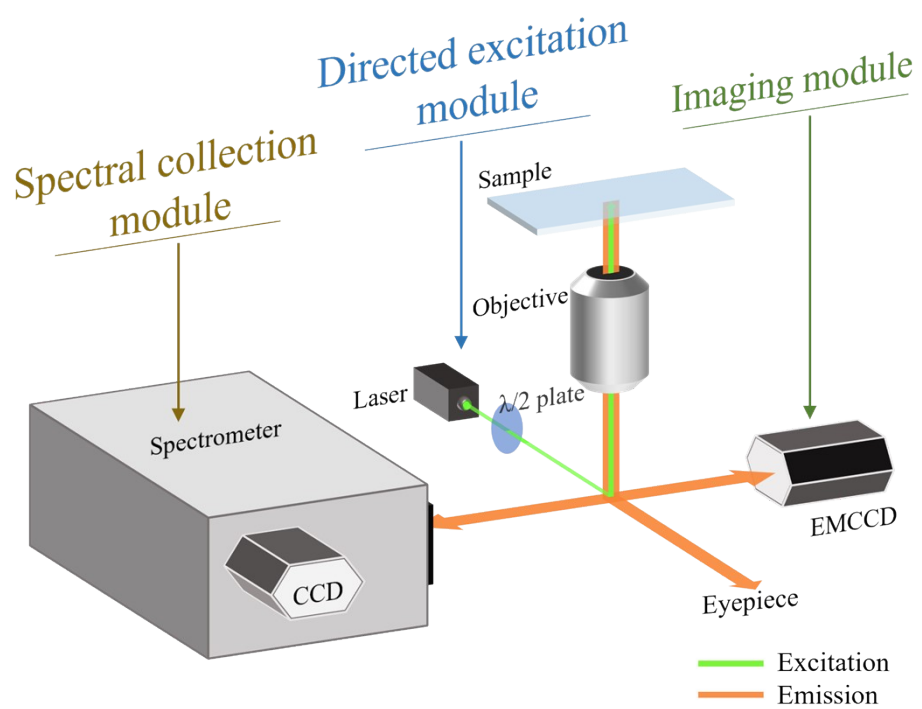 Directed excitation
module
Imaging module
Spectral collection
module
Sample
Objective
Laser
λ/2 plate
Spectrometer
CCD
EMCCD
Eyepiece
Excitation
Emission